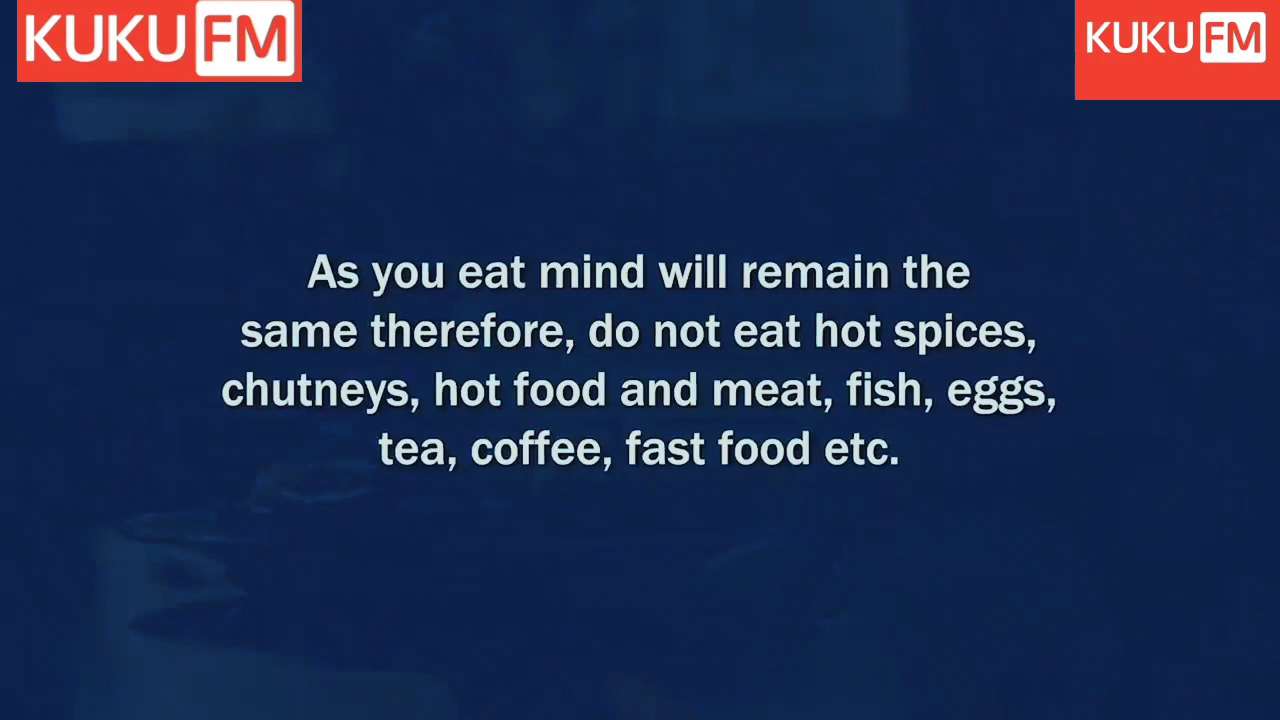 KUKU FM
KUKU FM
As you eat mind will remain the
same therefore, do not eat hot spices,
chutneys, hot food and meat, fish, eggs,
tea, coffee, fast food etc.